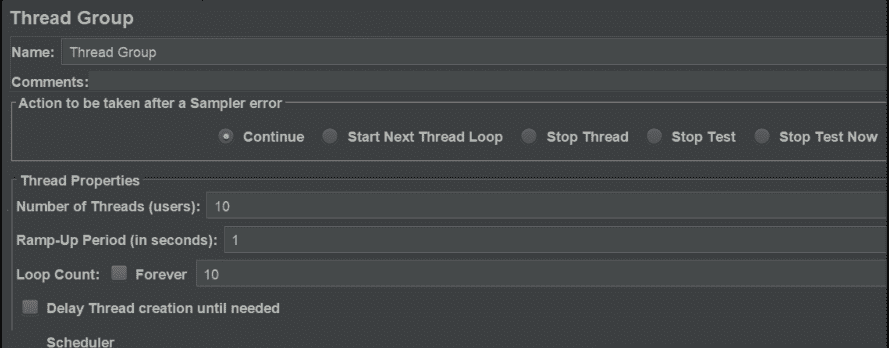 Thread Group
Name: Thread Group
Comments:
Action to be taken after a Sampler error
Continue Start Next Thread Loop Stop Thread Stop Test Stop Test Now
Thread Properties
Number of Threads (users): 10
Ramp-Up Period (in seconds): 1
Loop Count: Forever 10
Delay Thread creation until needed
Scheduler